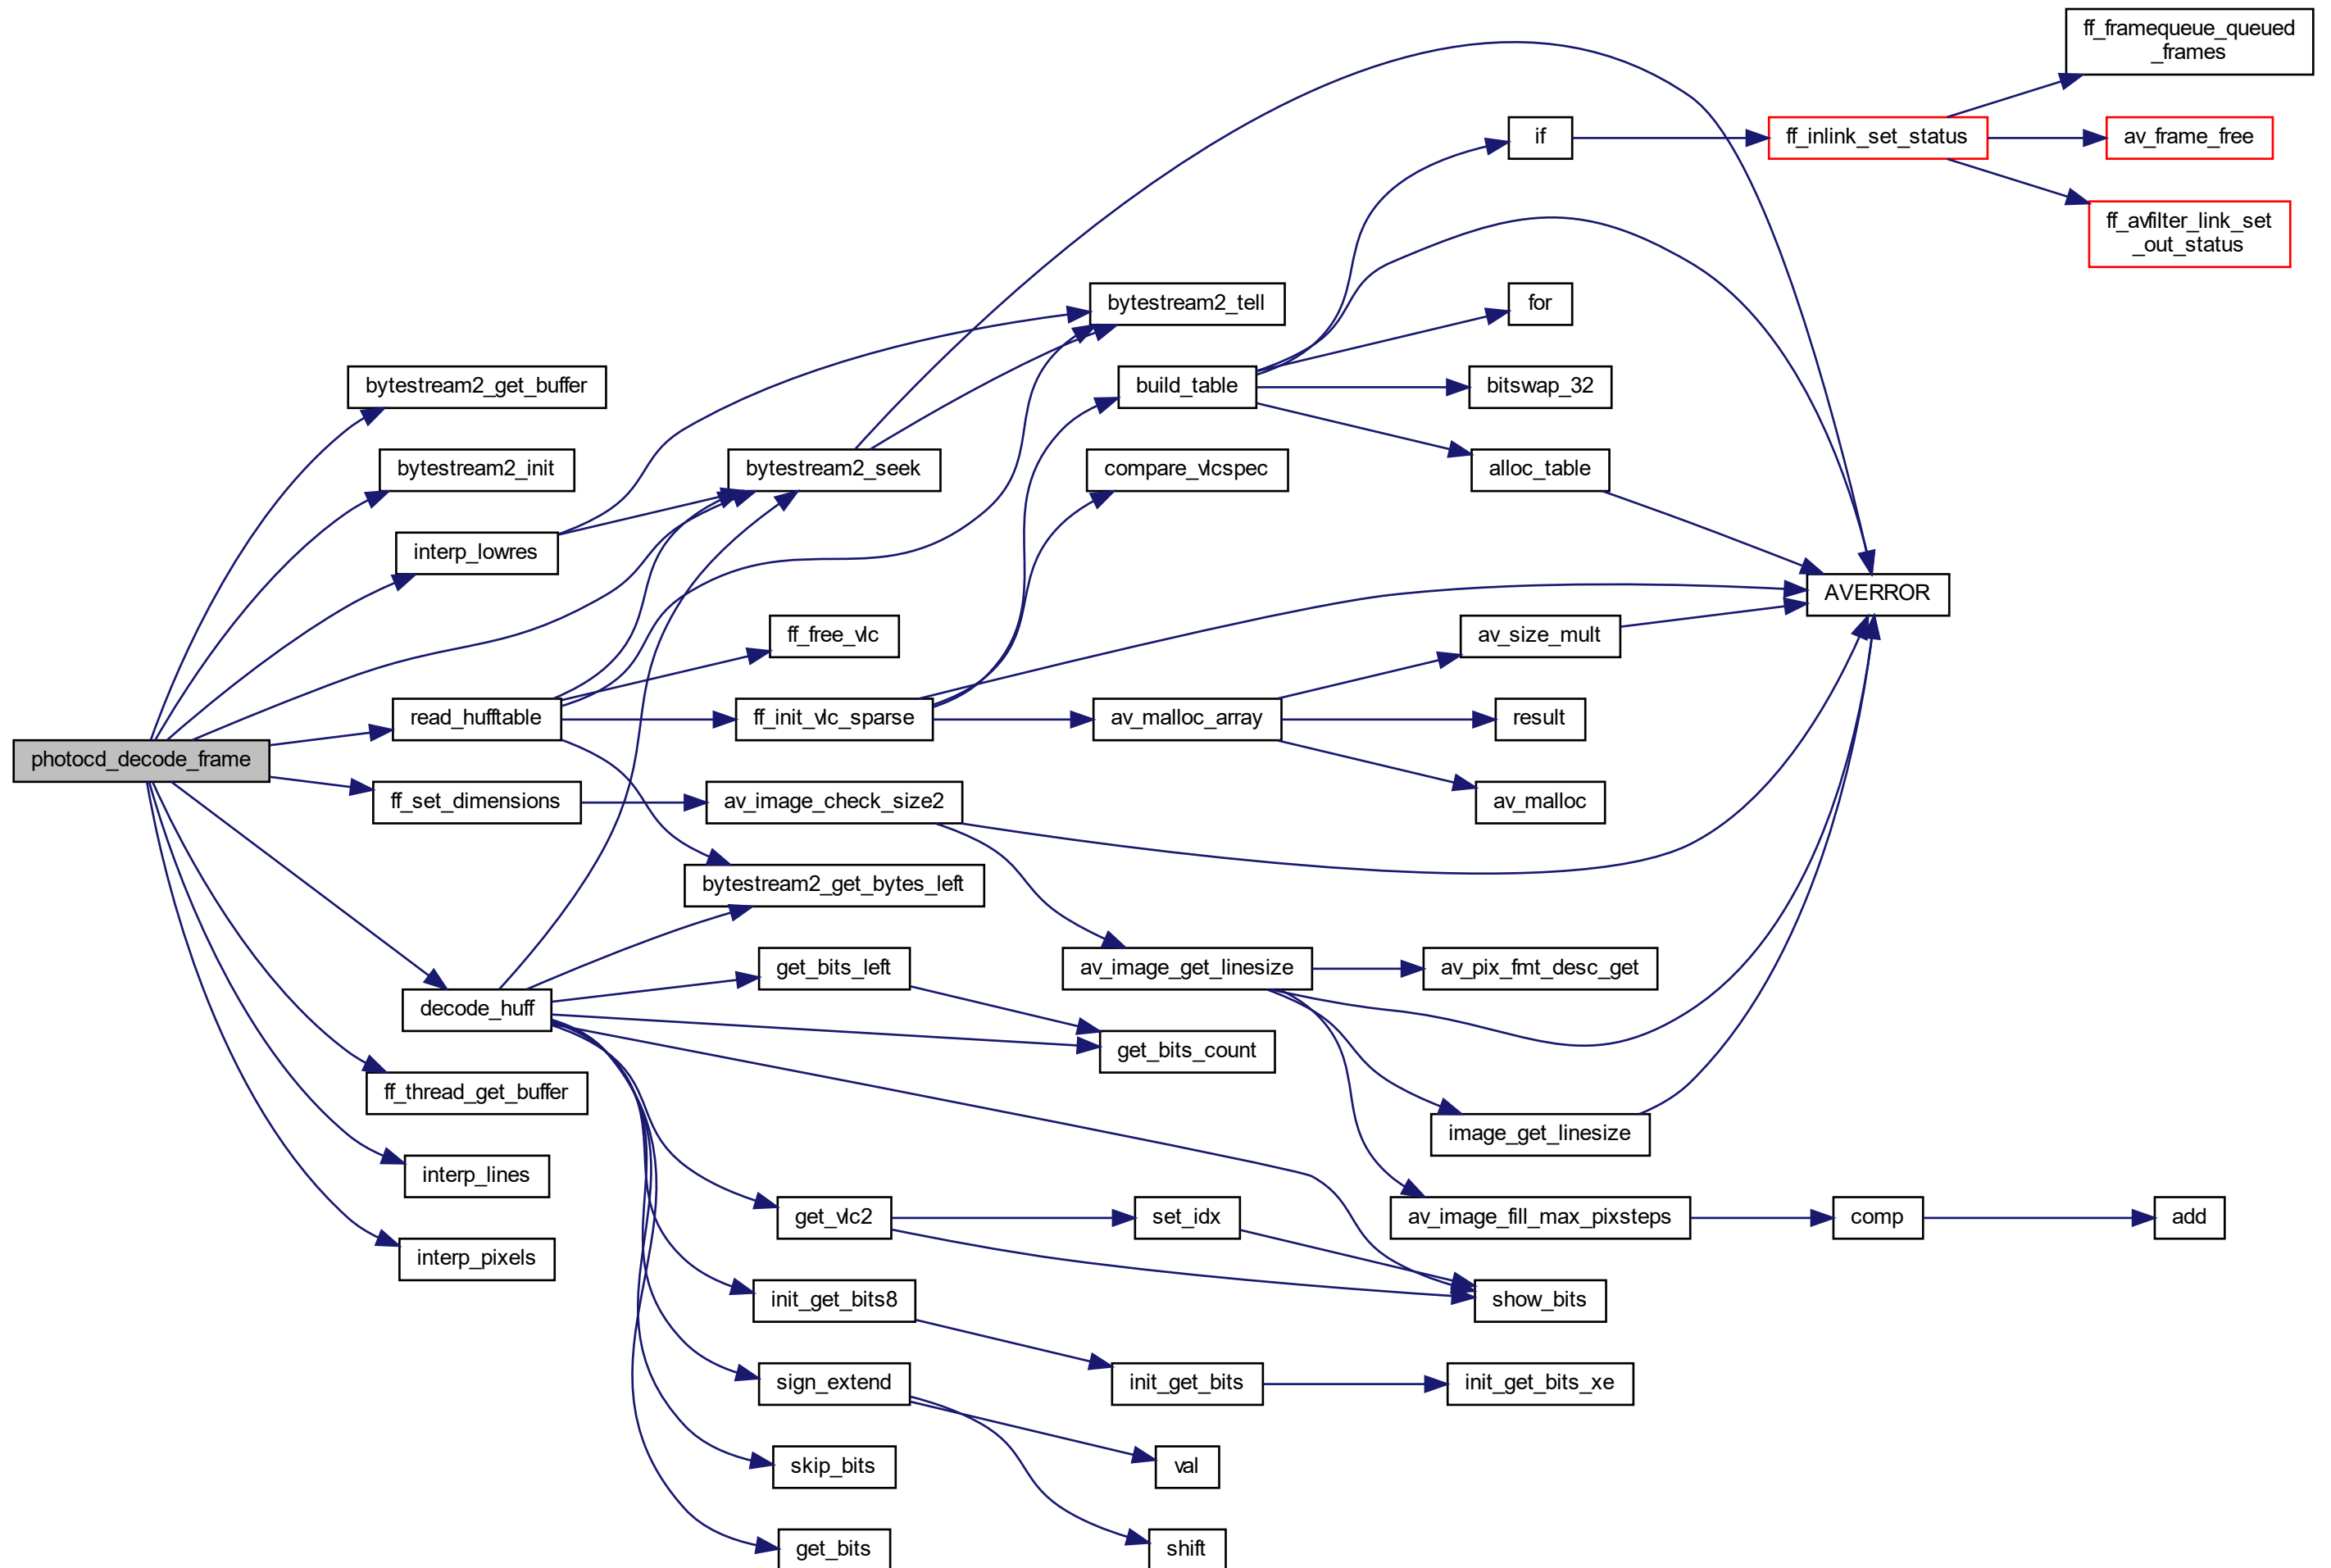 ff_framequeue_queued
_frames
if
ff_inlink_set_status
av_frame_free
ff_avfilter_link_set
_out_status
bytestream2_tell
for
bytestream2_get_buffer
build_table
bitswap_32
bytestream2_init
bytestream2_seek
compare_vlcspec
alloc_table
interp_lowres
AVERROR
ff_free_vlc
av_size_mult
read_hufftable
ff_init_vlc_sparse
av_malloc_array
result
photocd_decode_frame
ff_set_dimensions
av_image_check_size2
av_malloc
bytestream2_get_bytes_left
get_bits_left
av_image_get_linesize
av_pix_fmt_desc_get
decode_huff
get_bits_count
ff_thread_get_buffer
image_get_linesize
interp_lines
get_vlc2
set_idx
av_image_fill_max_pixsteps
comp
add
interp_pixels
init_get_bits8
show_bits
sign_extend
init_get_bits
init_get_bits_xe
skip_bits
val
get_bits
shift